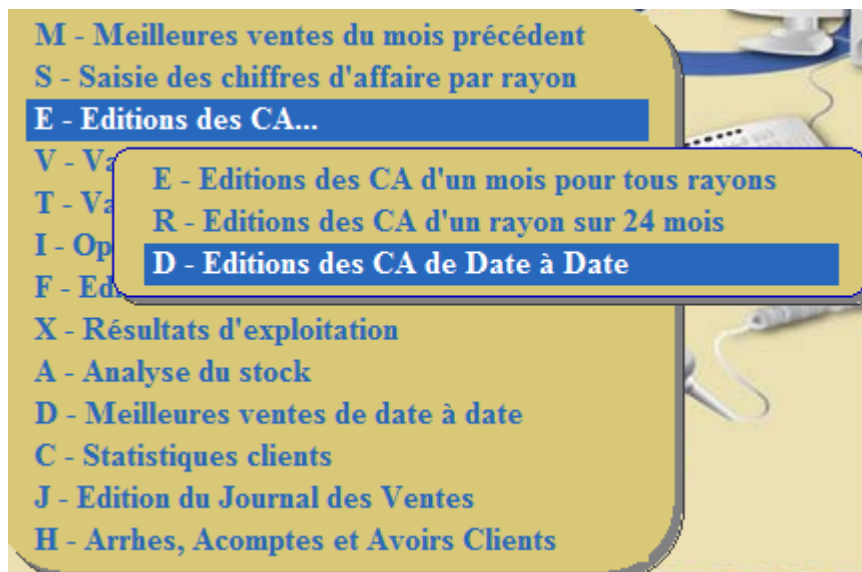 M - Meilleures ventes du mois précédent
S - Saisie des chiffres d'affaire par rayon
E - Editions des CA...
V -
E - Editions des CA d'un mois pour tous rayons
T -
R - Editions des CA d'un rayon sur 24 mois
I -
D - Editions des CA de Date à Date
F -
X - Résultats d'exploitation
A - Analyse du stock
D - Meilleures ventes de date à date
C - Statistiques clients
J - Edition du Journal des Ventes
H - Arrhes, Acomptes et Avoirs Clients